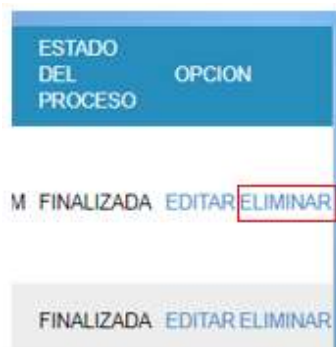 ESTADO
DEL OPCION
PROCESO
M FINALIZADA EDITAR ELIMINAR
FINALIZADA EDITAR ELIMINAR